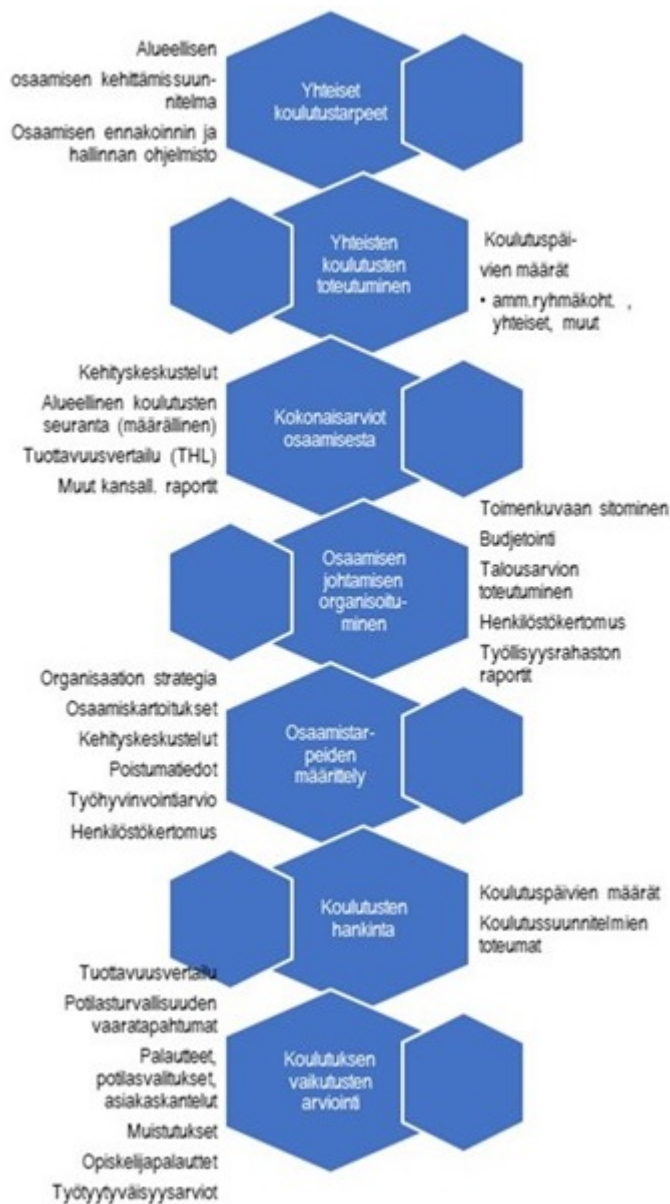 Alueellisen
osaamisen kehittämissuun-
nitelma
Osaamisen ennakoinnin ja
hallinnan ohjelmisto
Yhteiset
koulutustarpeet
Yhteisten
koulutusten
toteutuminen
Koulutuspäi-
vien määrät
• amm.ryhmäkoht. ,
yhteiset, muut
Kehityskeskustelut
Alueellinen koulutusten
seuranta (määrällinen)
Tuottavuusvertailu (THL)
Muut kansall. raportit
Kokonaisarviot
osaamisesta
Osaamisen
johtamisen
organisoitu-
minen
Toimenkuvaan sitominen
Budjetointi
Talousarvion
toteutuminen
Henkilöstökertomus
Työllisyysrahaston
raportit
Organisaation strategia
Osaamiskartoitukset
Kehityskeskustelut
Poistumatiedot
Työhyvinvointiarvio
Henkilöstökertomus
Osaamistar-
peiden
määrittely
Koulutusten
hankinta
Koulutuspäivien määrät
Koulutussuunnitelmien
toteumat
Tuottavuusvertailu
Potilasturvallisuuden
vaaratapahtumat
Palautteet,
potilasvalitukset,
asiakaskantelut
Muistutukset
Opiskelijapalauttet
Työtyytyväisyysarviot
Koulutuksen
vaikutusten
arviointi